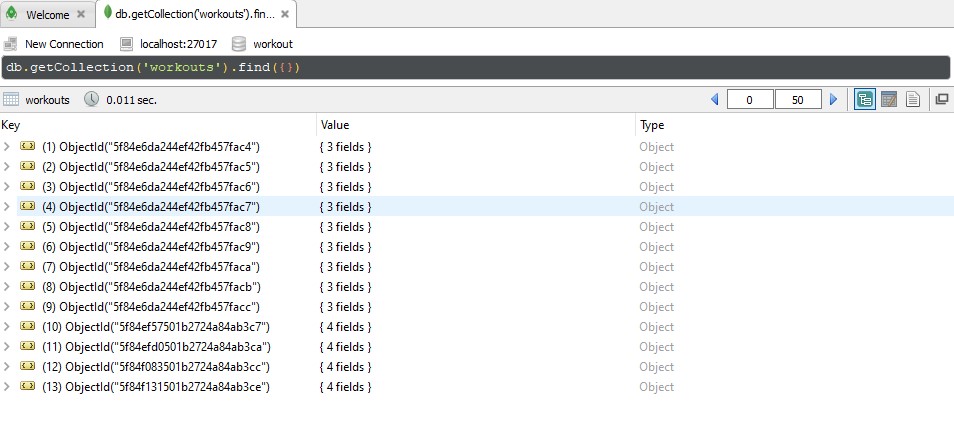 Welcome
db.getCollection('workouts').fin...
New Connection localhost:27017 workout
db.getCollection('workouts').find({})
workouts 0.011 sec. 0 50
Key Value Type
(1) ObjectId("5f84e6da244ef42fb457fac4") { 3 fields } Object
(2) ObjectId("5f84e6da244ef42fb457fac5") { 3 fields } Object
(3) ObjectId("5f84e6da244ef42fb457fac6") { 3 fields } Object
(4) ObjectId("5f84e6da244ef42fb457fac7") { 3 fields } Object
(5) ObjectId("5f84e6da244ef42fb457fac8") { 3 fields } Object
(6) ObjectId("5f84e6da244ef42fb457fac9") { 3 fields } Object
(7) ObjectId("5f84e6da244ef42fb457faca") { 3 fields } Object
(8) ObjectId("5f84e6da244ef42fb457facb") { 3 fields } Object
(9) ObjectId("5f84e6da244ef42fb457facc") { 3 fields } Object
(10) ObjectId("5f84ef57501b2724a84ab3c7") { 4 fields } Object
(11) ObjectId("5f84efd0501b2724a84ab3ca") { 4 fields } Object
(12) ObjectId("5f84f083501b2724a84ab3cc") { 4 fields } Object
(13) ObjectId("5f84f131501b2724a84ab3ce") { 4 fields } Object